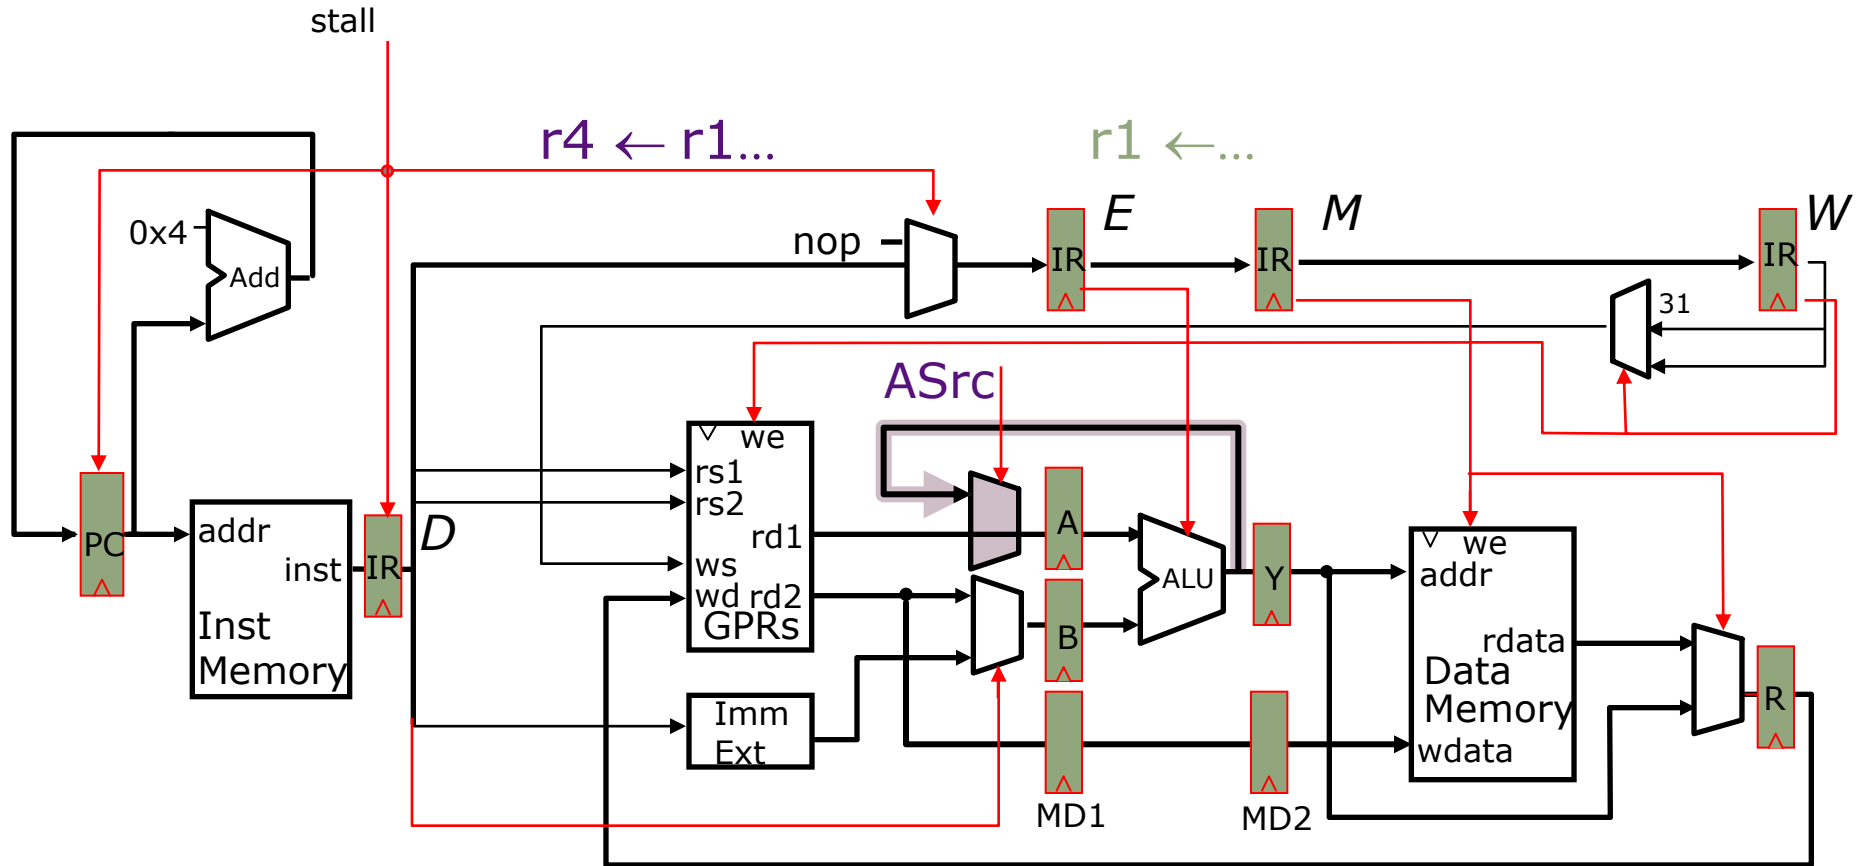 stall
r4 ← r1...
r1 ←...
E
M
W
0x4
Add
nop
IR
IR
IR
31
ASrc
we
rs1
rs2
rd1
ws
wd rd2
GPRs
PC
addr
inst
Inst
Memory
IR
D
A
B
ALU
Y
we
addr
rdata
Data
Memory
wdata
R
Imm
Ext
MD1
MD2